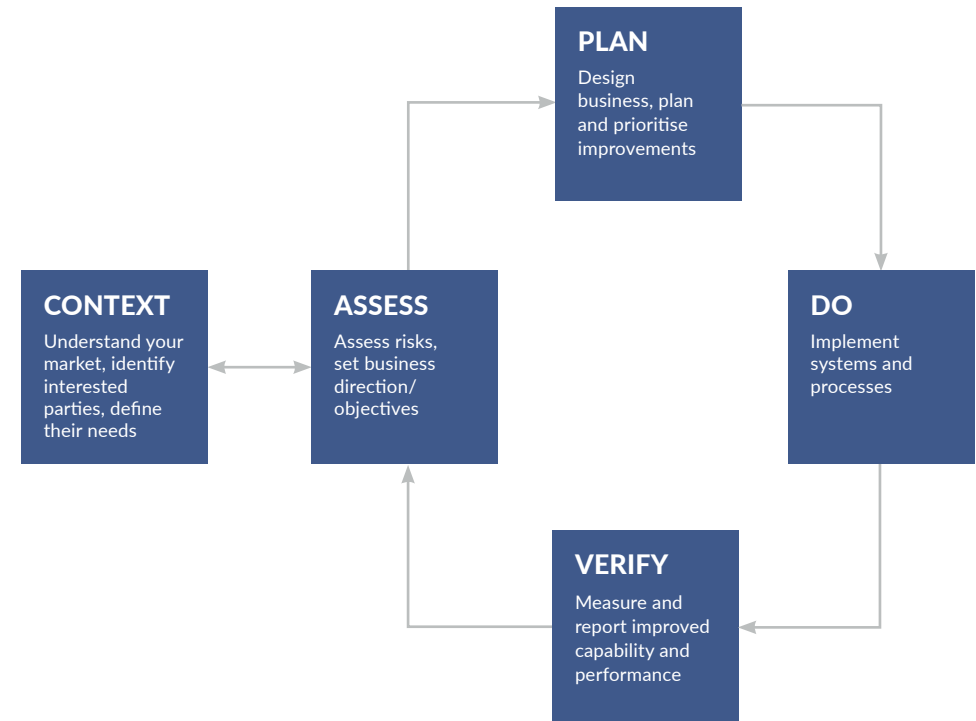 PLAN
Design
business, plan
and prioritise
improvements
CONTEXT
Understand your
market, identify
interested
parties, define
their needs
ASSESS
Assess risks,
set business
direction/
objectives
DO
Implement
systems and
processes
VERIFY
Measure and
report improved
capability and
performance